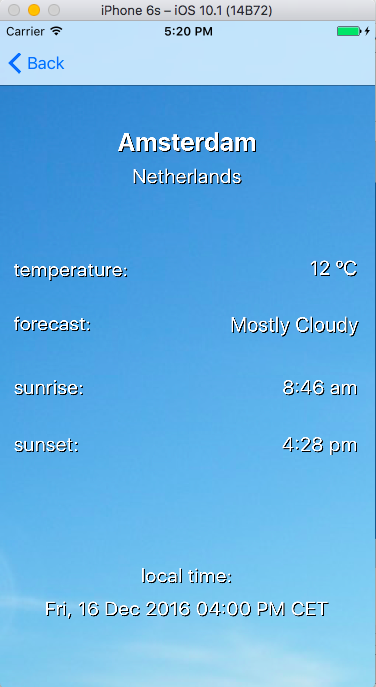 iPhone 6s – iOS 10.1 (14B72)
Carrier 5:20 PM
Back
Amsterdam
Netherlands
temperature: 12 ºC
forecast: Mostly Cloudy
sunrise: 8:46 am
sunset: 4:28 pm
local time:
Fri, 16 Dec 2016 04:00 PM CET